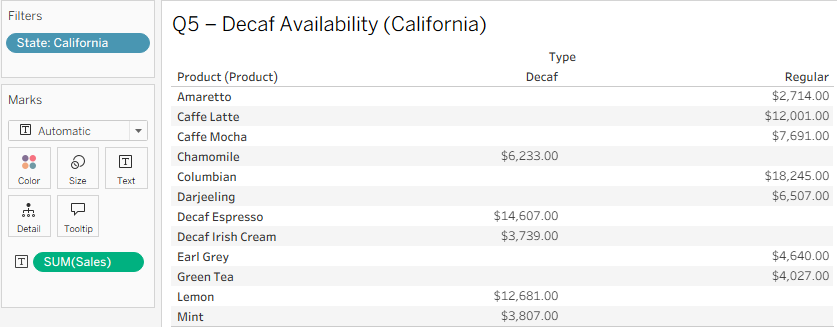 Filters
State: California
Marks
Automatic
Color Size Text
Detail Tooltip
SUM(Sales)
Q5 – Decaf Availability (California)
Type
Product (Product) Decaf Regular
Amaretto $2,714.00
Caffe Latte $12,001.00
Caffe Mocha $7,691.00
Chamomile $6,233.00
Columbian $18,245.00
Darjeeling $6,507.00
Decaf Espresso $14,607.00
Decaf Irish Cream $3,739.00
Earl Grey $4,640.00
Green Tea $4,027.00
Lemon $12,681.00
Mint $3,807.00